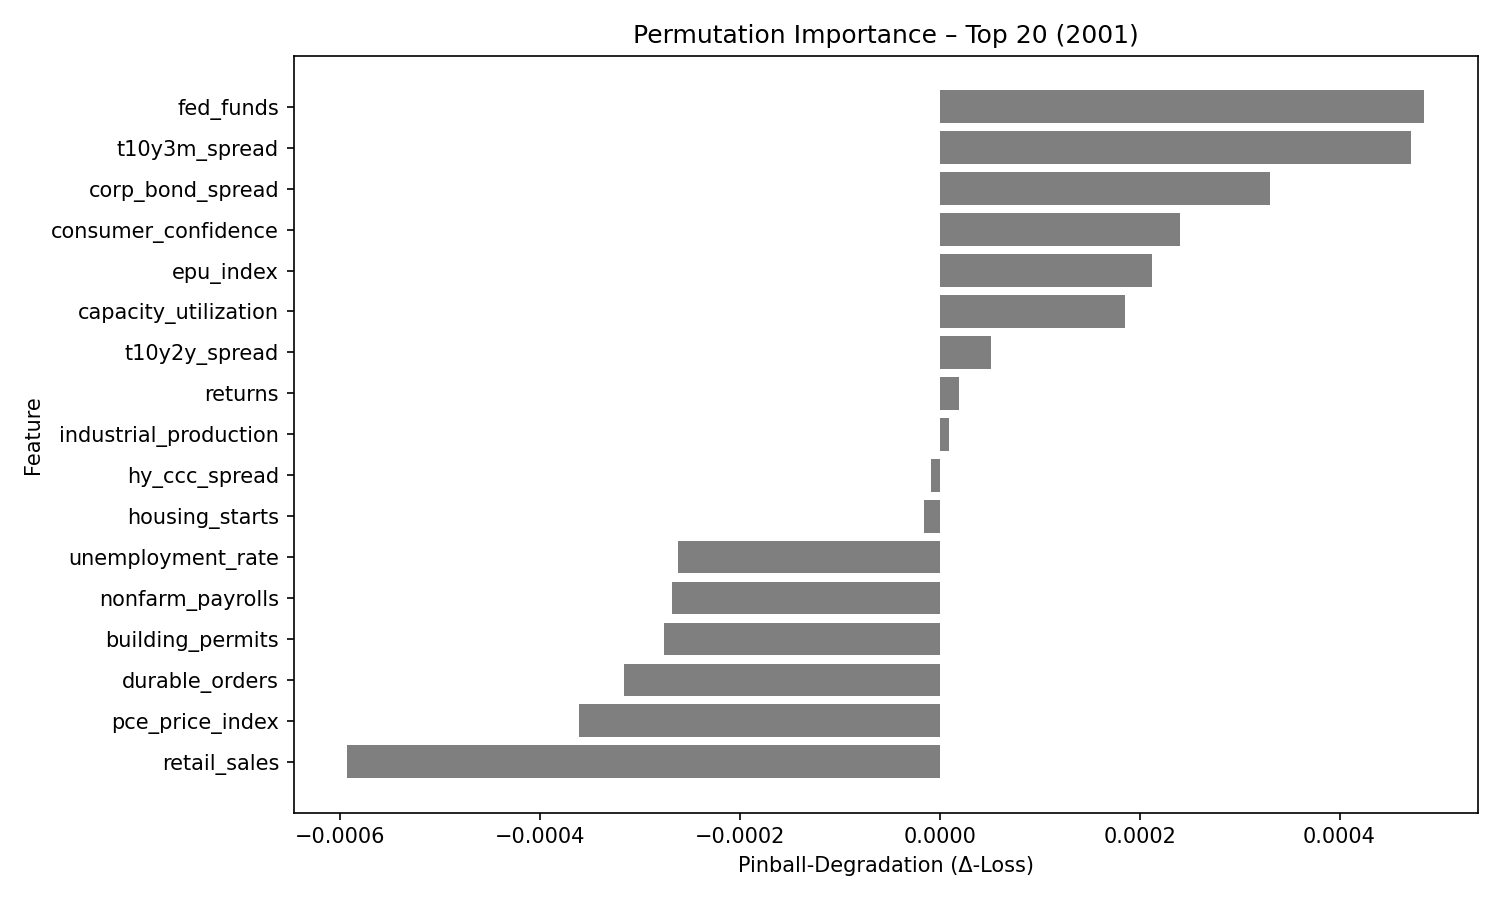 Permutation Importance – Top 20 (2001)
Feature
fed_funds
t10y3m_spread
corp_bond_spread
consumer_confidence
epu_index
capacity_utilization
t10y2y_spread
returns
industrial_production
hy_ccc_spread
housing_starts
unemployment_rate
nonfarm_payrolls
building_permits
durable_orders
pce_price_index
retail_sales
−0.0006 −0.0004 −0.0002 0.0000 0.0002 0.0004
Pinball-Degradation (Δ-Loss)